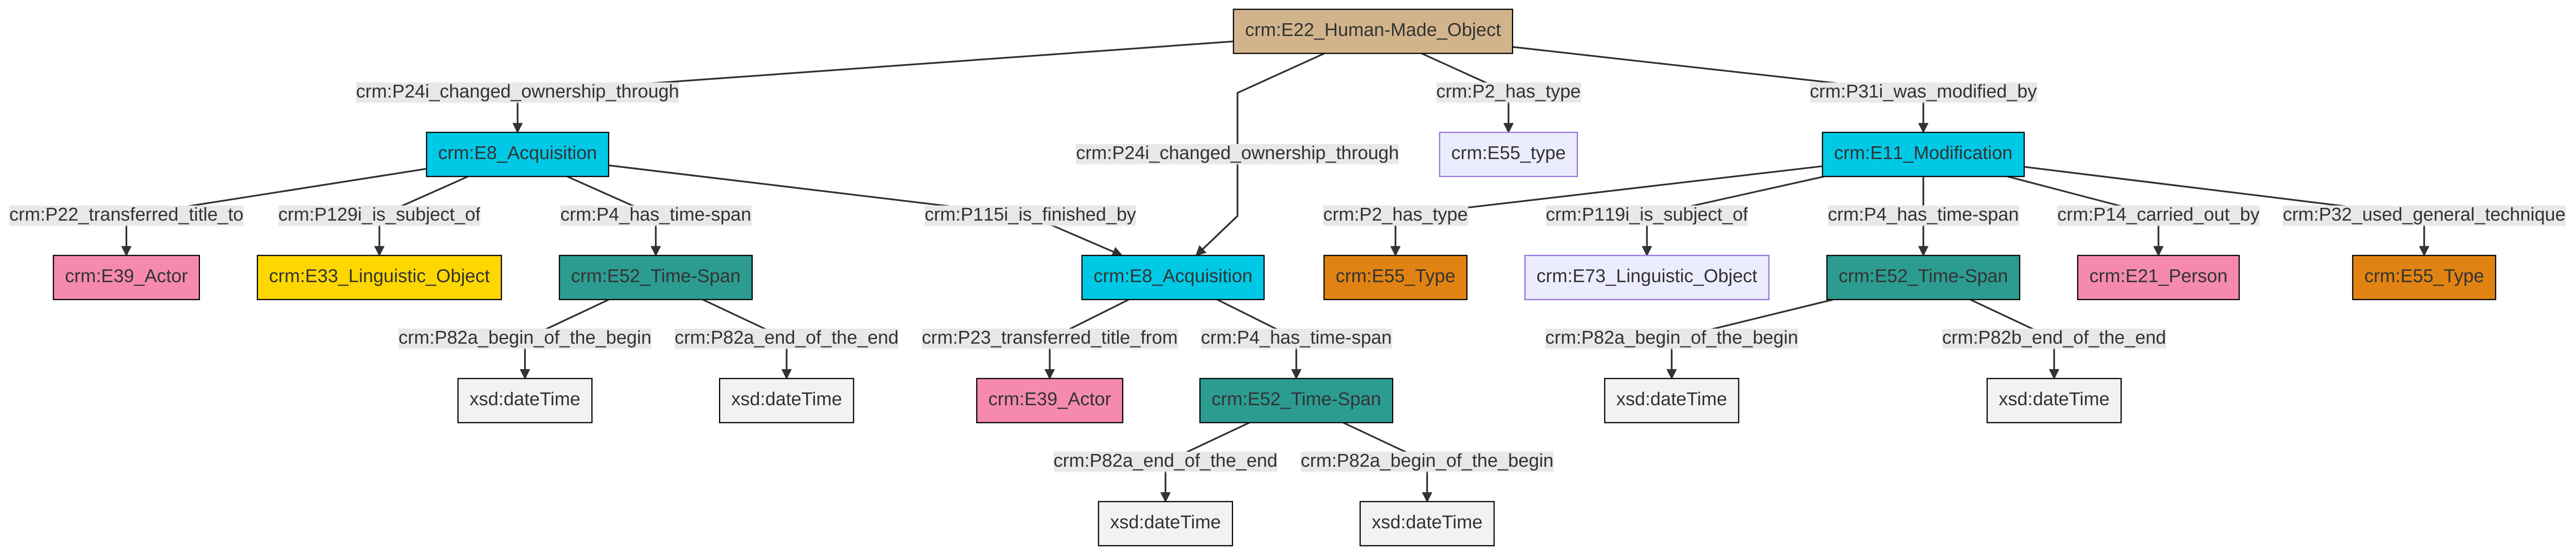 crm:E22_Human-Made_Object
crm:P24i_changed_ownership_through
crm:P2_has_type
crm:P31i_was_modified_by
crm:E8_Acquisition
crm:P24i_changed_ownership_through
crm:E55_type
crm:E11_Modification
crm:P22_transferred_title_to
crm:P129i_is_subject_of
crm:P4_has_time-span
crm:P115i_is_finished_by
crm:P2_has_type
crm:P119i_is_subject_of
crm:P4_has_time-span
crm:P14_carried_out_by
crm:P32_used_general_technique
crm:E39_Actor
crm:E33_Linguistic_Object
crm:E52_Time-Span
crm:E8_Acquisition
crm:E55_Type
crm:E73_Linguistic_Object
crm:E52_Time-Span
crm:E21_Person
crm:E55_Type
crm:P82a_begin_of_the_begin
crm:P82a_end_of_the_end
crm:P23_transferred_title_from
crm:P4_has_time-span
crm:P82a_begin_of_the_begin
crm:P82b_end_of_the_end
xsd:dateTime
xsd:dateTime
crm:E39_Actor
crm:E52_Time-Span
xsd:dateTime
xsd:dateTime
crm:P82a_end_of_the_end
crm:P82a_begin_of_the_begin
xsd:dateTime
xsd:dateTime